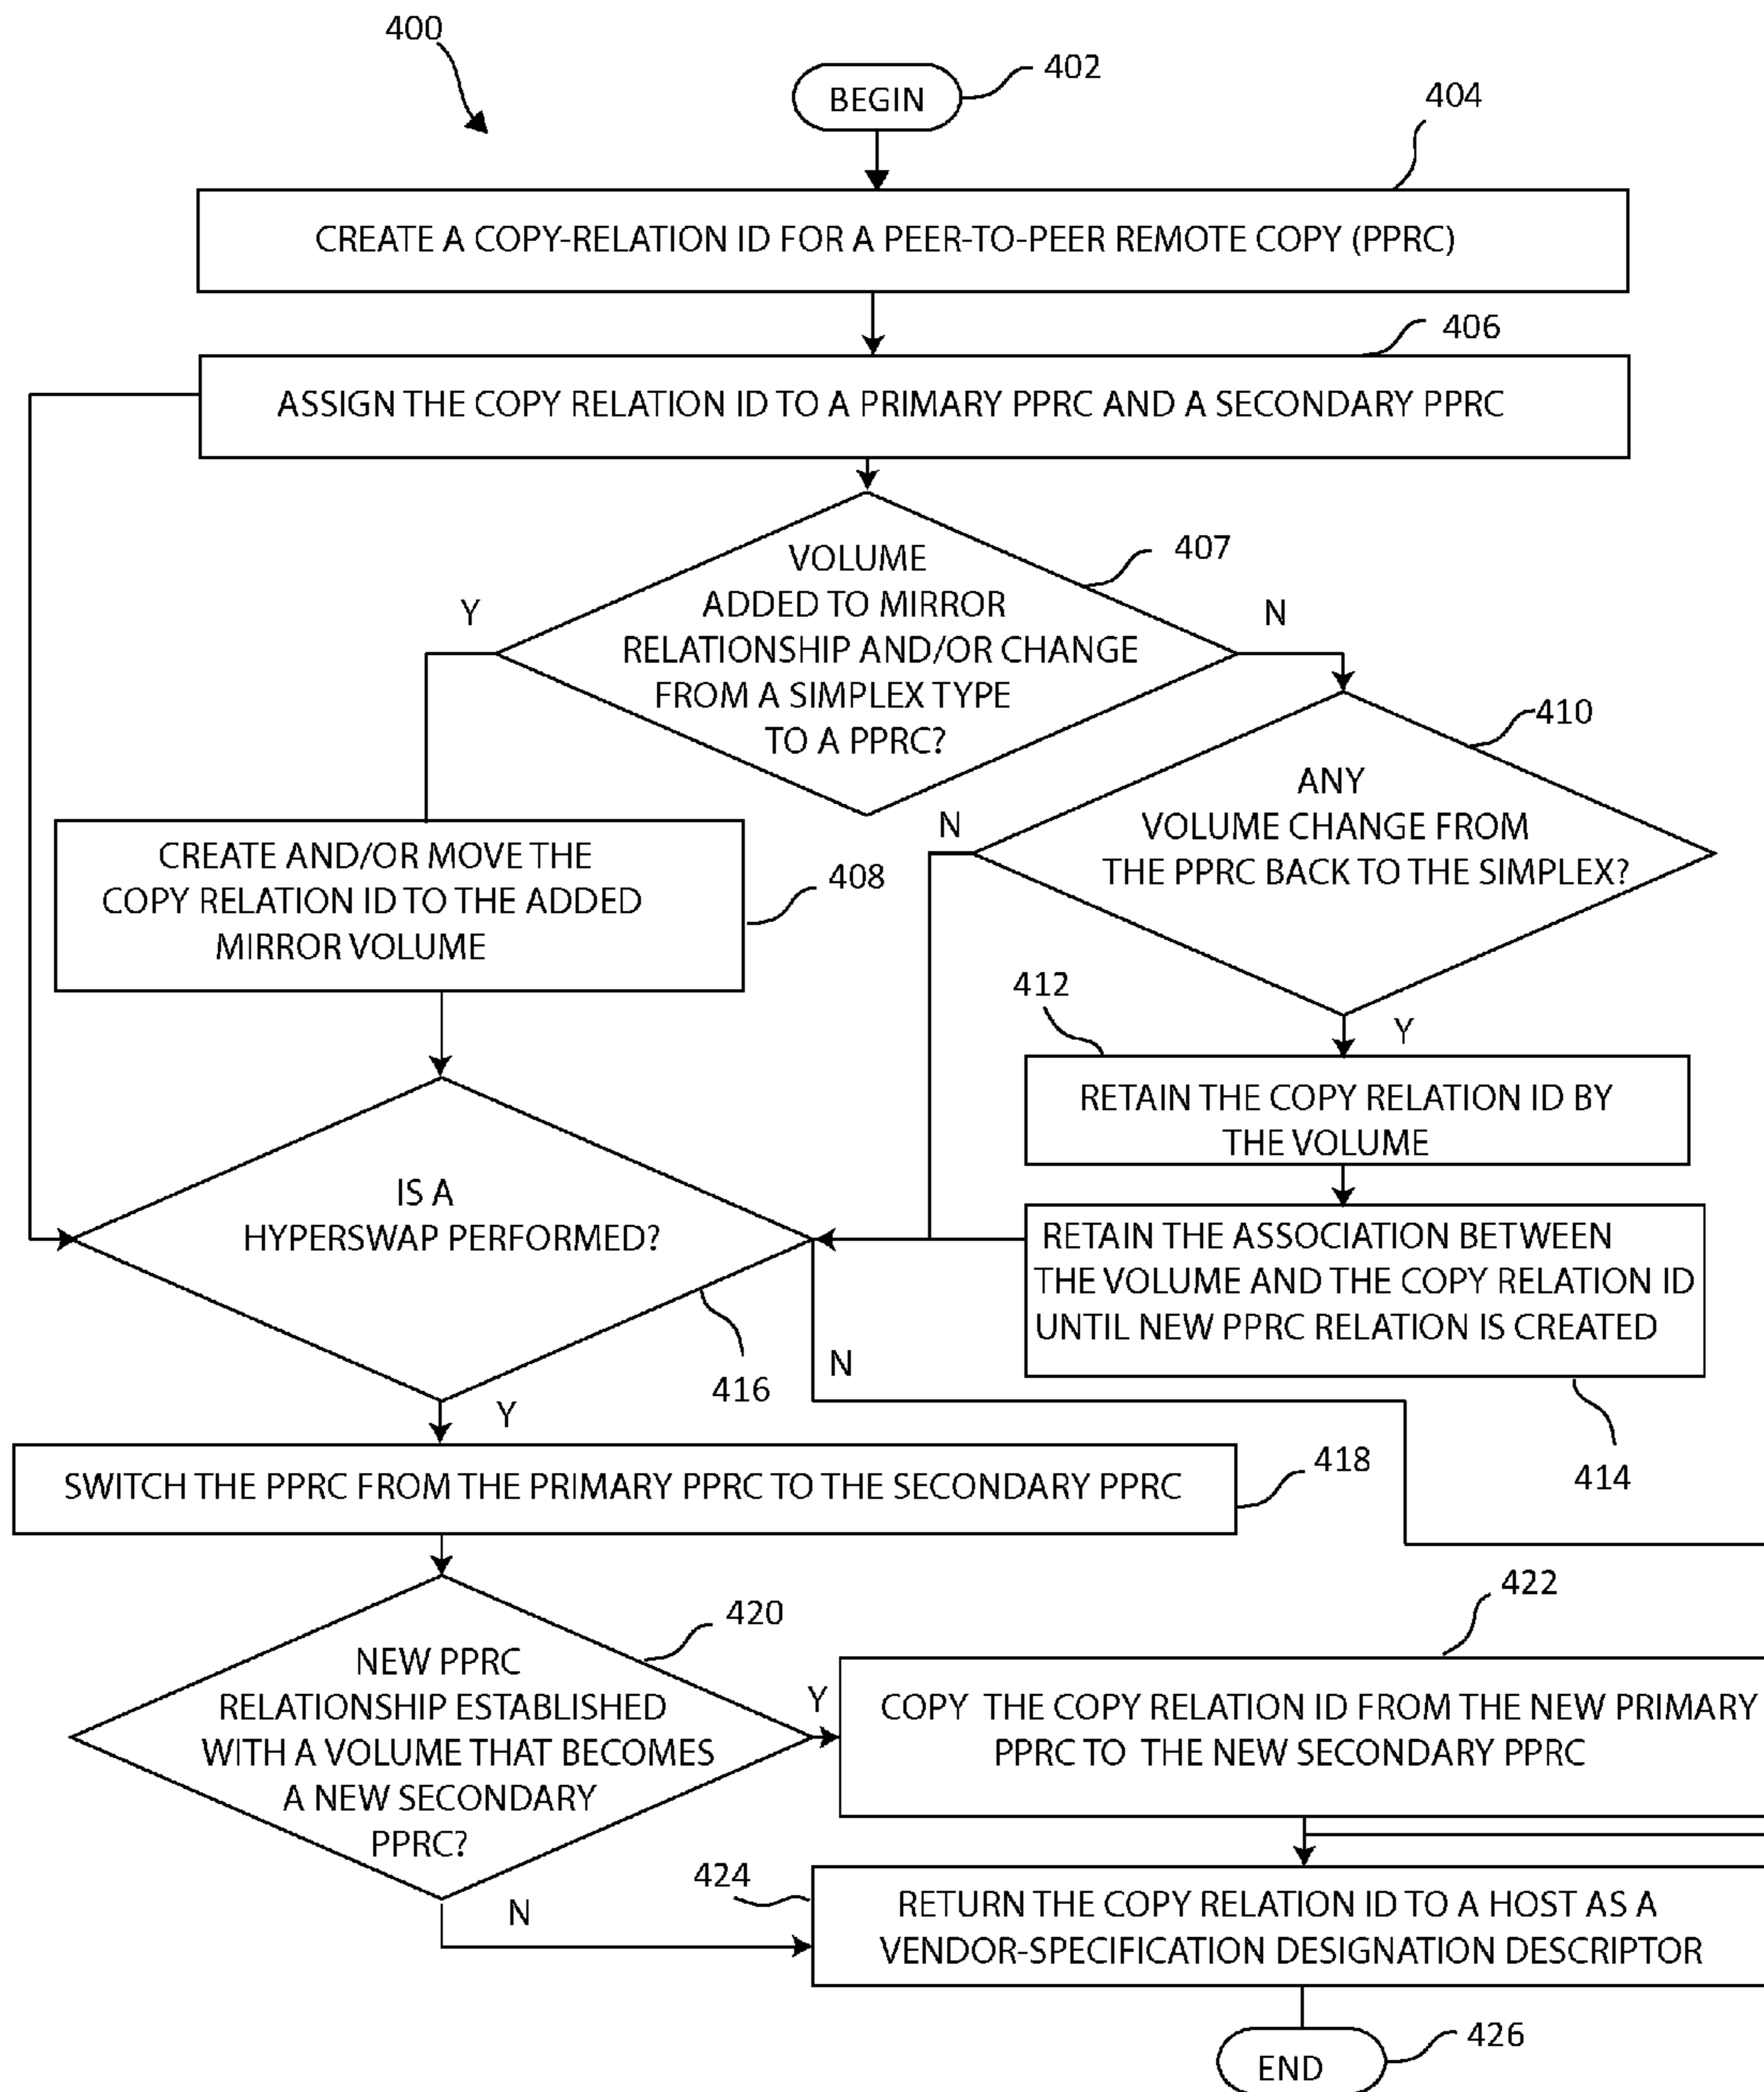 400
BEGIN
402
404
CREATE A COPY-RELATION ID FOR A PEER-TO-PEER REMOTE COPY (PPRC)
406
ASSIGN THE COPY RELATION ID TO A PRIMARY PPRC AND A SECONDARY PPRC
407
VOLUME
ADDED TO MIRROR
RELATIONSHIP AND/OR CHANGE
FROM A SIMPLEX TYPE
TO A PPRC?
Y
N
410
ANY
VOLUME CHANGE FROM
THE PPRC BACK TO THE SIMPLEX?
N
Y
CREATE AND/OR MOVE THE
COPY RELATION ID TO THE ADDED
MIRROR VOLUME
408
412
RETAIN THE COPY RELATION ID BY
THE VOLUME
RETAIN THE ASSOCIATION BETWEEN
THE VOLUME AND THE COPY RELATION ID
UNTIL NEW PPRC RELATION IS CREATED
414
IS A
HYPERSWAP PERFORMED?
416
N
Y
SWITCH THE PPRC FROM THE PRIMARY PPRC TO THE SECONDARY PPRC
418
420
NEW PPRC
RELATIONSHIP ESTABLISHED
WITH A VOLUME THAT BECOMES
A NEW SECONDARY
PPRC?
Y
N
422
COPY THE COPY RELATION ID FROM THE NEW PRIMARY
PPRC TO THE NEW SECONDARY PPRC
424
RETURN THE COPY RELATION ID TO A HOST AS A
VENDOR-SPECIFICATION DESIGNATION DESCRIPTOR
END
426